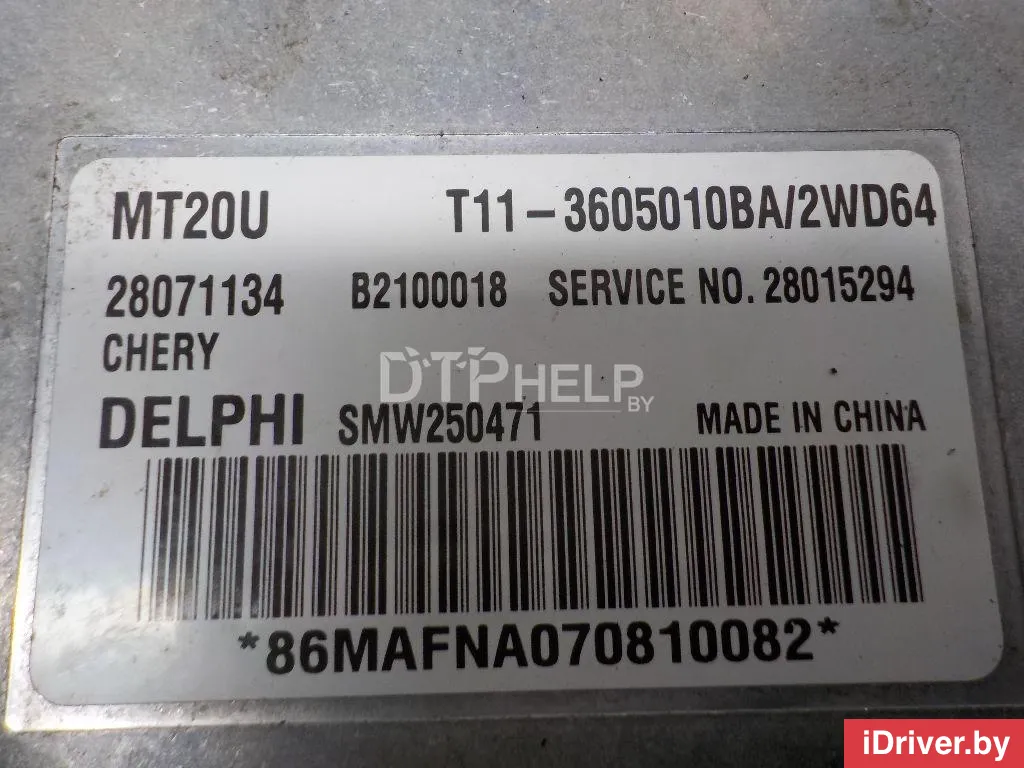 MT20U T11-3605010BA/2WD64
28071134 B2100018 SERVICE NO. 28015294
CHERY
DTPHELP.BY
DELPHI SMW250471 MADE IN CHINA
*86MAFNA070810082*
iDriver.by